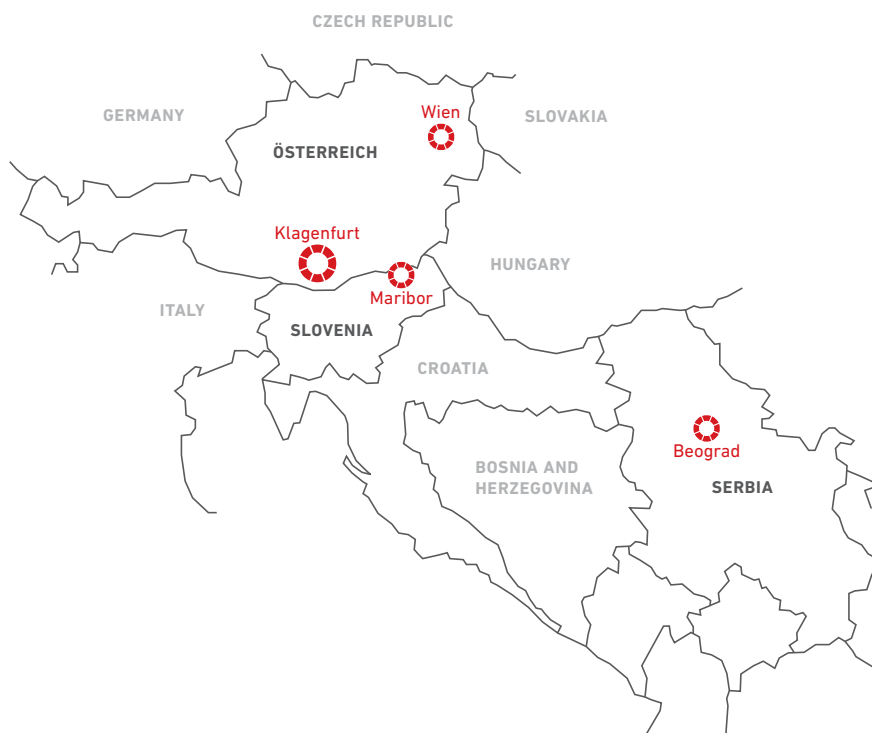 CZECH REPUBLIC
GERMANY
Wien
SLOVAKIA
ÖSTERREICH
Klagenfurt
HUNGARY
Maribor
ITALY
SLOVENIA
CROATIA
Beograd
BOSNIA AND
HERZEGOVINA
SERBIA